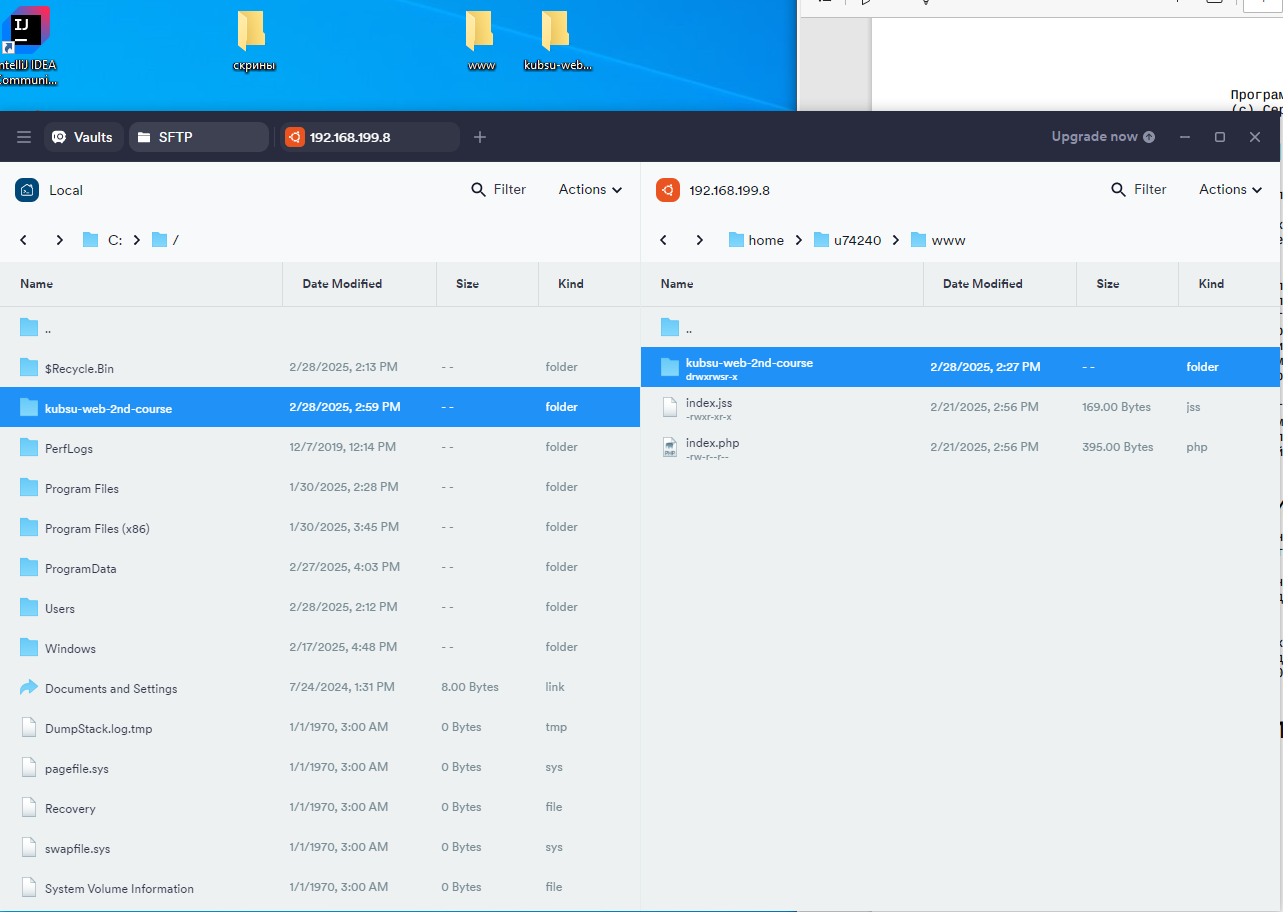 IJ
ntelliJ IDEA
Communi...
скрины
www
kubsu-web...
Програм
Vaults
SFTP
192.168.199.8
Upgrade now
Local
Filter
Actions
192.168.199.8
Filter
Actions
C:
/
home
u74240
www
Name Date Modified Size Kind
..
$Recycle.Bin 2/28/2025, 2:13 PM -- folder
kubsu-web-2nd-course 2/28/2025, 2:59 PM -- folder
PerfLogs 12/7/2019, 12:14 PM -- folder
Program Files 1/30/2025, 2:28 PM -- folder
Program Files (x86) 1/30/2025, 3:45 PM -- folder
ProgramData 2/27/2025, 4:03 PM -- folder
Users 2/28/2025, 2:12 PM -- folder
Windows 2/17/2025, 4:48 PM -- folder
Documents and Settings 7/24/2024, 1:31 PM 8.00 Bytes link
DumpStack.log.tmp 1/1/1970, 3:00 AM 0 Bytes tmp
pagefile.sys 1/1/1970, 3:00 AM 0 Bytes sys
Recovery 1/1/1970, 3:00 AM 0 Bytes file
swapfile.sys 1/1/1970, 3:00 AM 0 Bytes sys
System Volume Information 1/1/1970, 3:00 AM 0 Bytes file
Name Date Modified Size Kind
..
kubsu-web-2nd-course 2/28/2025, 2:27 PM -- folder
drwxrwsr-x
index.jss 2/21/2025, 2:56 PM 169.00 Bytes jss
-rwxr-xr-x
index.php 2/21/2025, 2:56 PM 395.00 Bytes php
-rw-r--r--